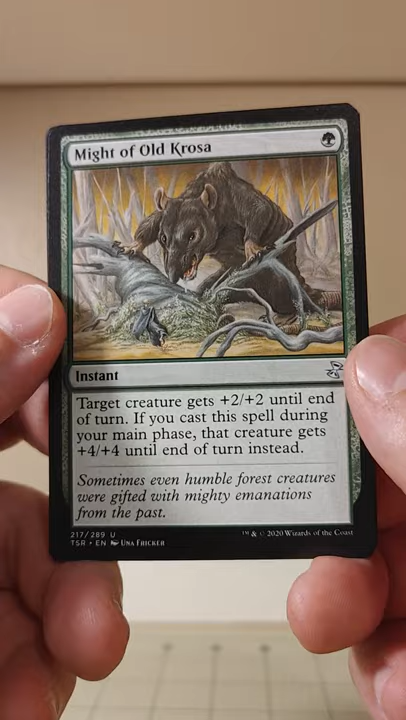 Might of Old Krosa
Instant
Target creature gets +2/+2 until end
of turn. If you cast this spell during
your main phase, that creature gets
+4/+4 until end of turn instead.
Sometimes even humble forest creatures
were gifted with mighty emanations
from the past.
217/289 U
TSR • EN Una Fricker
™ & © 2020 Wizards of the Coast